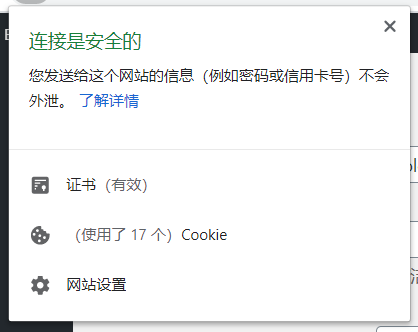 连接是安全的
您发送给这个网站的信息（例如密码或信用卡号）不会
外泄。 了解详情
证书（有效）
（使用了 17 个）Cookie
网站设置